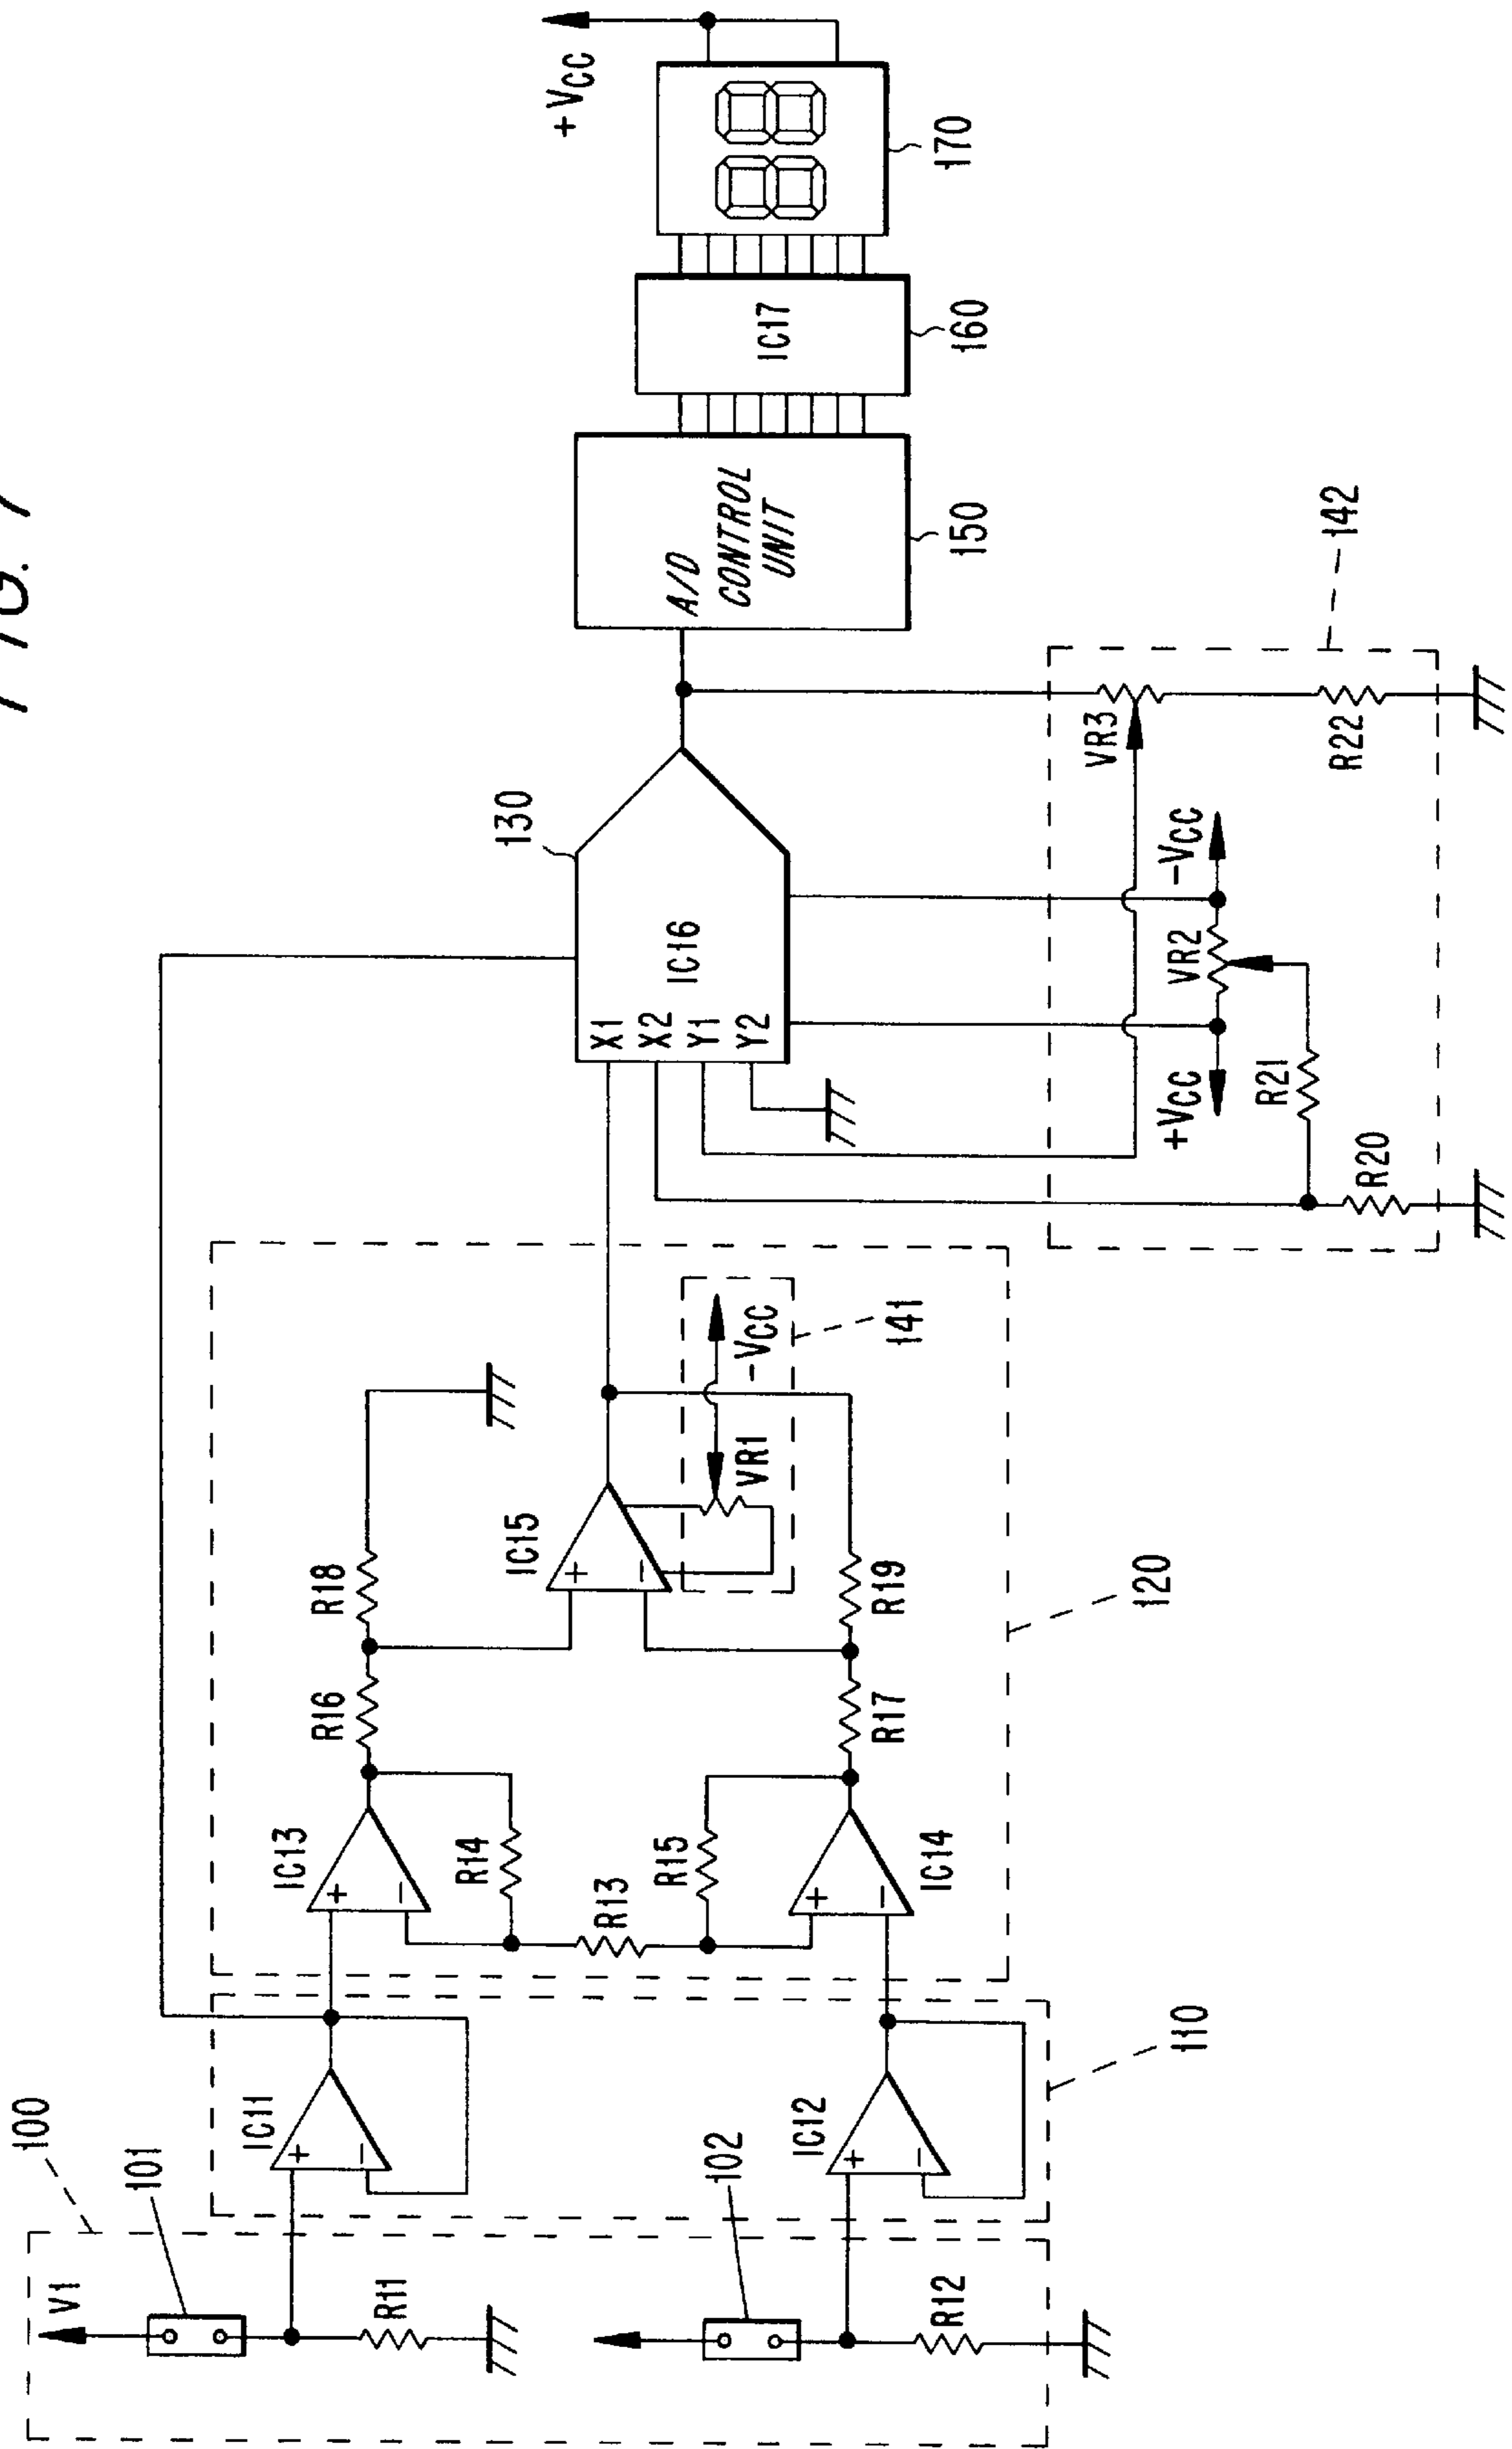 FIG. 7
100
V1
101
R11
102
R12
110
IC11
+
−
IC12
+
−
120
IC13
+
−
R14
R13
R15
IC14
+
−
R16
R17
R18
R19
IC15
+
−
VR1
-VCC
141
130
IC16
X1
X2
Y1
Y2
142
R20
R21
+VCC
VR2
-VCC
VR3
R22
A/D
CONTROL
UNIT
150
IC17
160
88
170
+VCC